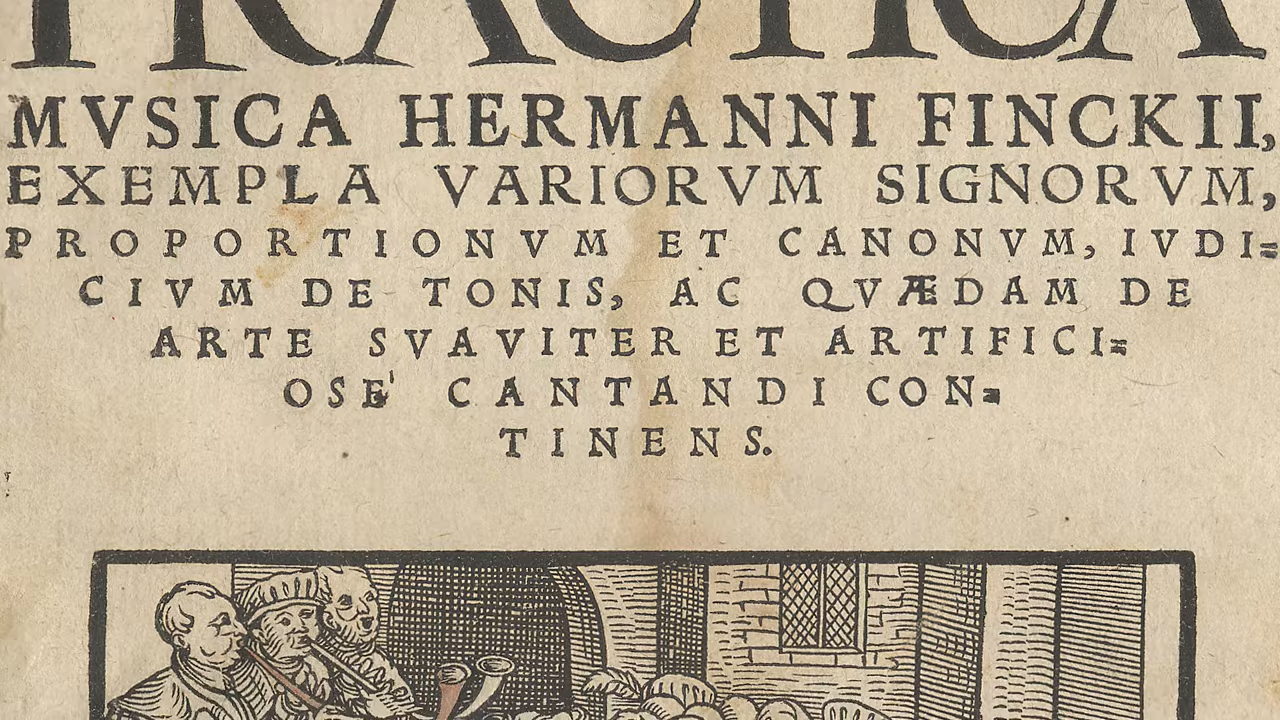 PRACTICA
MVSICA HERMANNI FINCKII,
EXEMPLA VARIORVM SIGNORVM,
PROPORTIONVM ET CANONVM, IVDI=
CIVM DE TONIS, AC QVÆDAM DE
ARTE SVAVITER ET ARTIFICI=
OSE' CANTANDI CON=
TINENS.